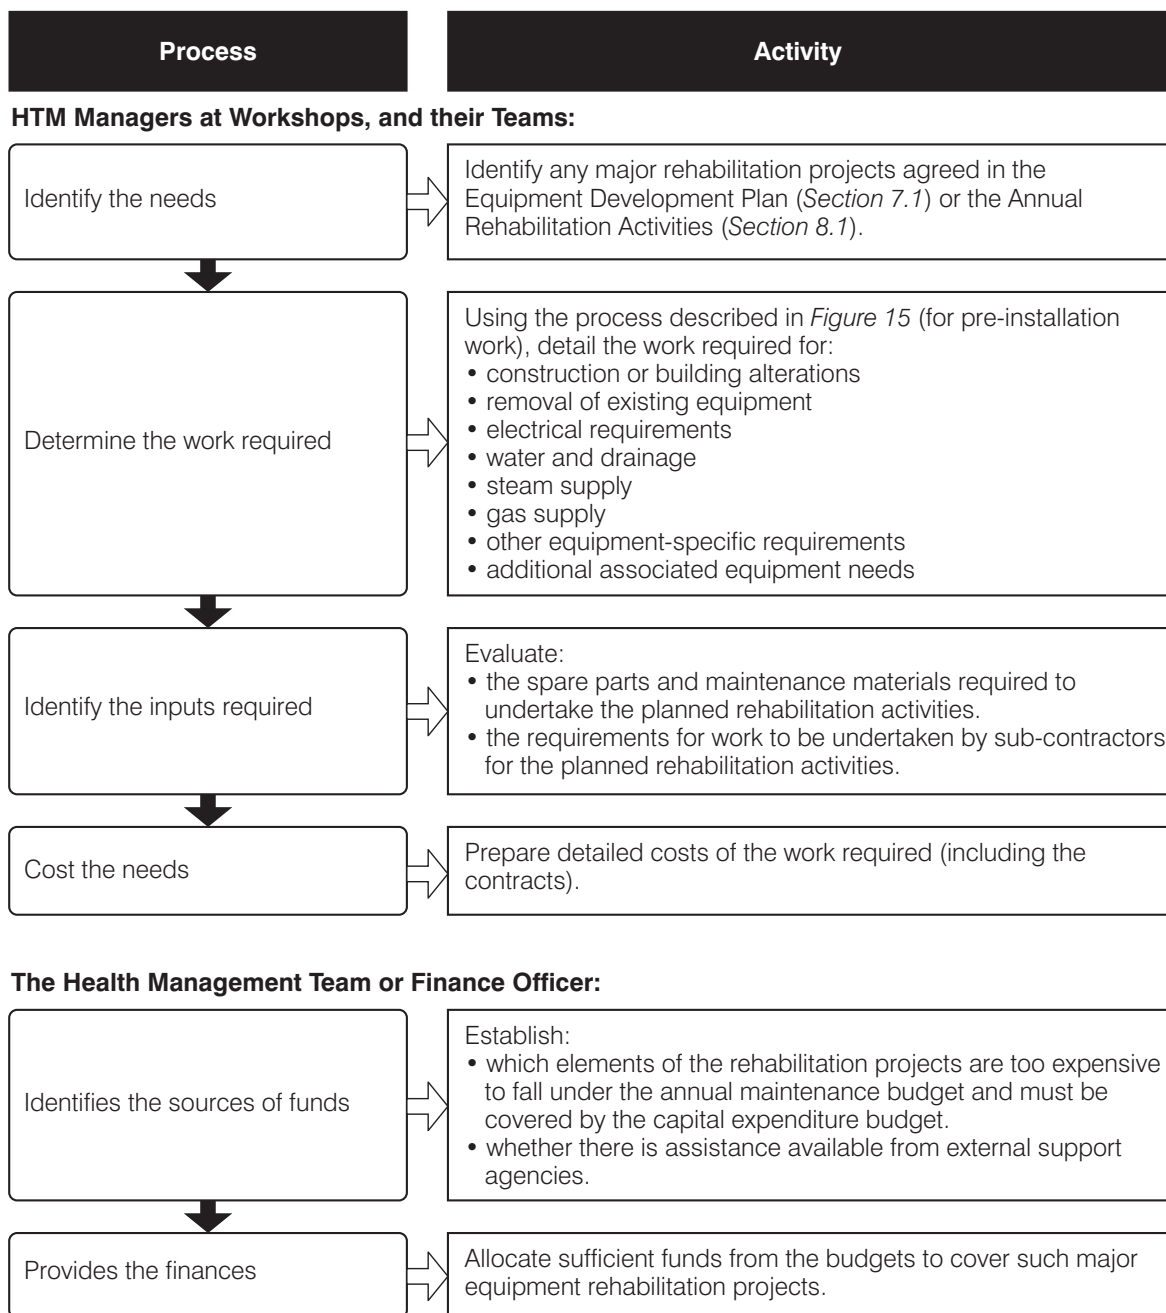 Process
Activity
HTM Managers at Workshops, and their Teams:
Identify the needs
Identify any major rehabilitation projects agreed in the
Equipment Development Plan (Section 7.1) or the Annual
Rehabilitation Activities (Section 8.1).
Determine the work required
Using the process described in Figure 15 (for pre-installation
work), detail the work required for:
• construction or building alterations
• removal of existing equipment
• electrical requirements
• water and drainage
• steam supply
• gas supply
• other equipment-specific requirements
• additional associated equipment needs
Identify the inputs required
Evaluate:
• the spare parts and maintenance materials required to
undertake the planned rehabilitation activities.
• the requirements for work to be undertaken by sub-contractors
for the planned rehabilitation activities.
Cost the needs
Prepare detailed costs of the work required (including the
contracts).
The Health Management Team or Finance Officer:
Identifies the sources of funds
Establish:
• which elements of the rehabilitation projects are too expensive
to fall under the annual maintenance budget and must be
covered by the capital expenditure budget.
• whether there is assistance available from external support
agencies.
Provides the finances
Allocate sufficient funds from the budgets to cover such major
equipment rehabilitation projects.